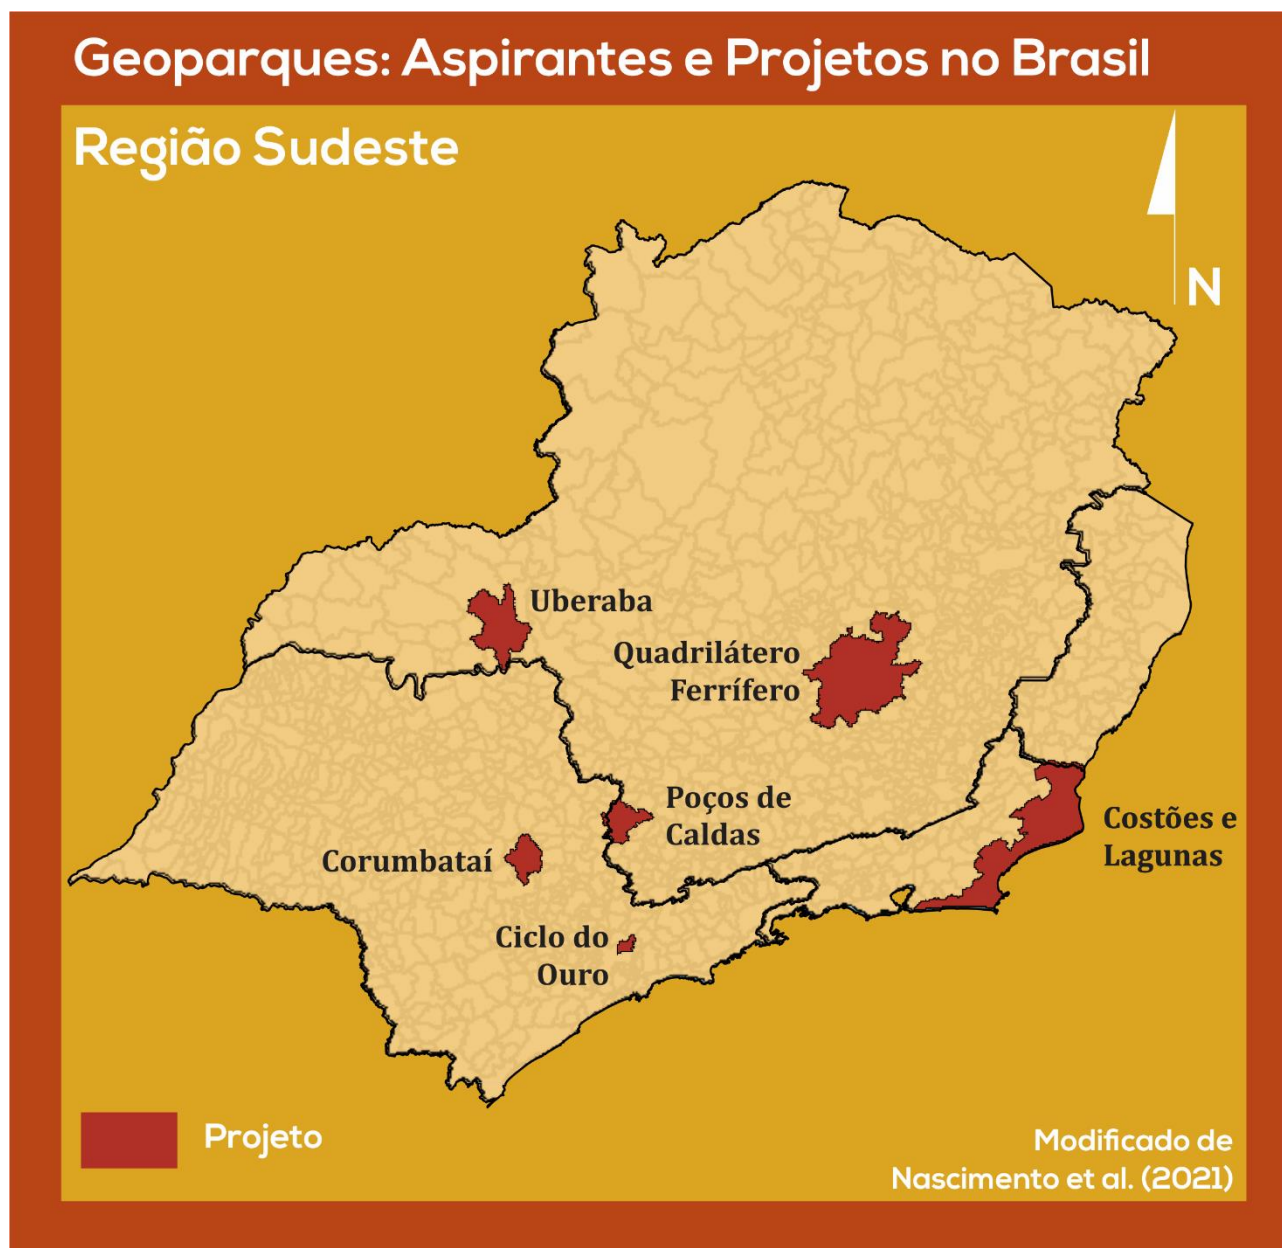 Geoparques: Aspirantes e Projetos no Brasil
Região Sudeste
N
Uberaba
Quadrilátero
Ferrífero
Poços de
Caldas
Costões e
Lagunas
Corumbataí
Ciclo do
Ouro
Projeto
Modificado de
Nascimento et al. (2021)